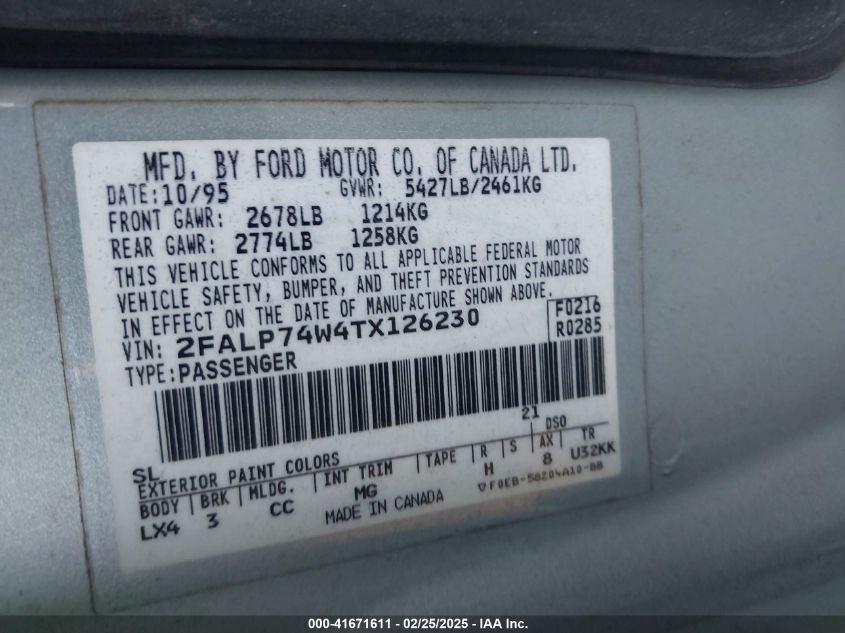 MFD. BY FORD MOTOR CO. OF CANADA LTD.
DATE: 10/95 GVWR: 5427LB/2461KG
FRONT GAWR: 2678LB 1214KG
REAR GAWR: 2774LB 1258KG
THIS VEHICLE CONFORMS TO ALL APPLICABLE FEDERAL MOTOR
VEHICLE SAFETY, BUMPER, AND THEFT PREVENTION STANDARDS
IN EFFECT ON THE DATE OF MANUFACTURE SHOWN ABOVE.
VIN: 2FALP74W4TX126230
F0216
R0285
TYPE: PASSENGER
21
SL DSO
EXTERIOR PAINT COLORS
BODY BRK MLDG. INT TRIM TAPE R S AX TR
LX4 3 CC MG H 8 U32KK
MADE IN CANADA
▽F0EB-58204A10-BB
000-41671611 - 02/25/2025 - IAAI Inc.